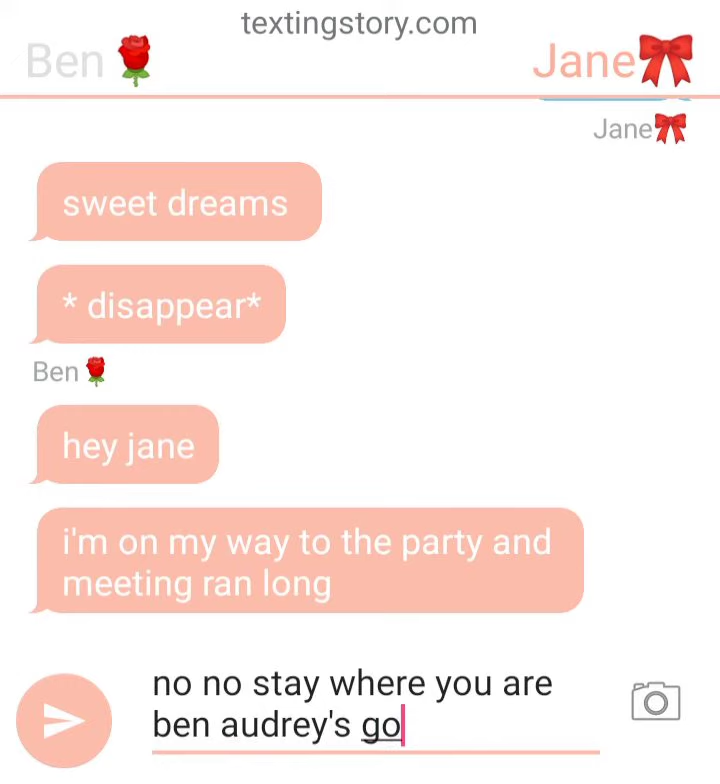 textingstory.com
Ben🌹
Jane🎀
Jane🎀
sweet dreams
* disappear*
Ben🌹
hey jane
i'm on my way to the party and
meeting ran long
no no stay where you are
ben audrey's go